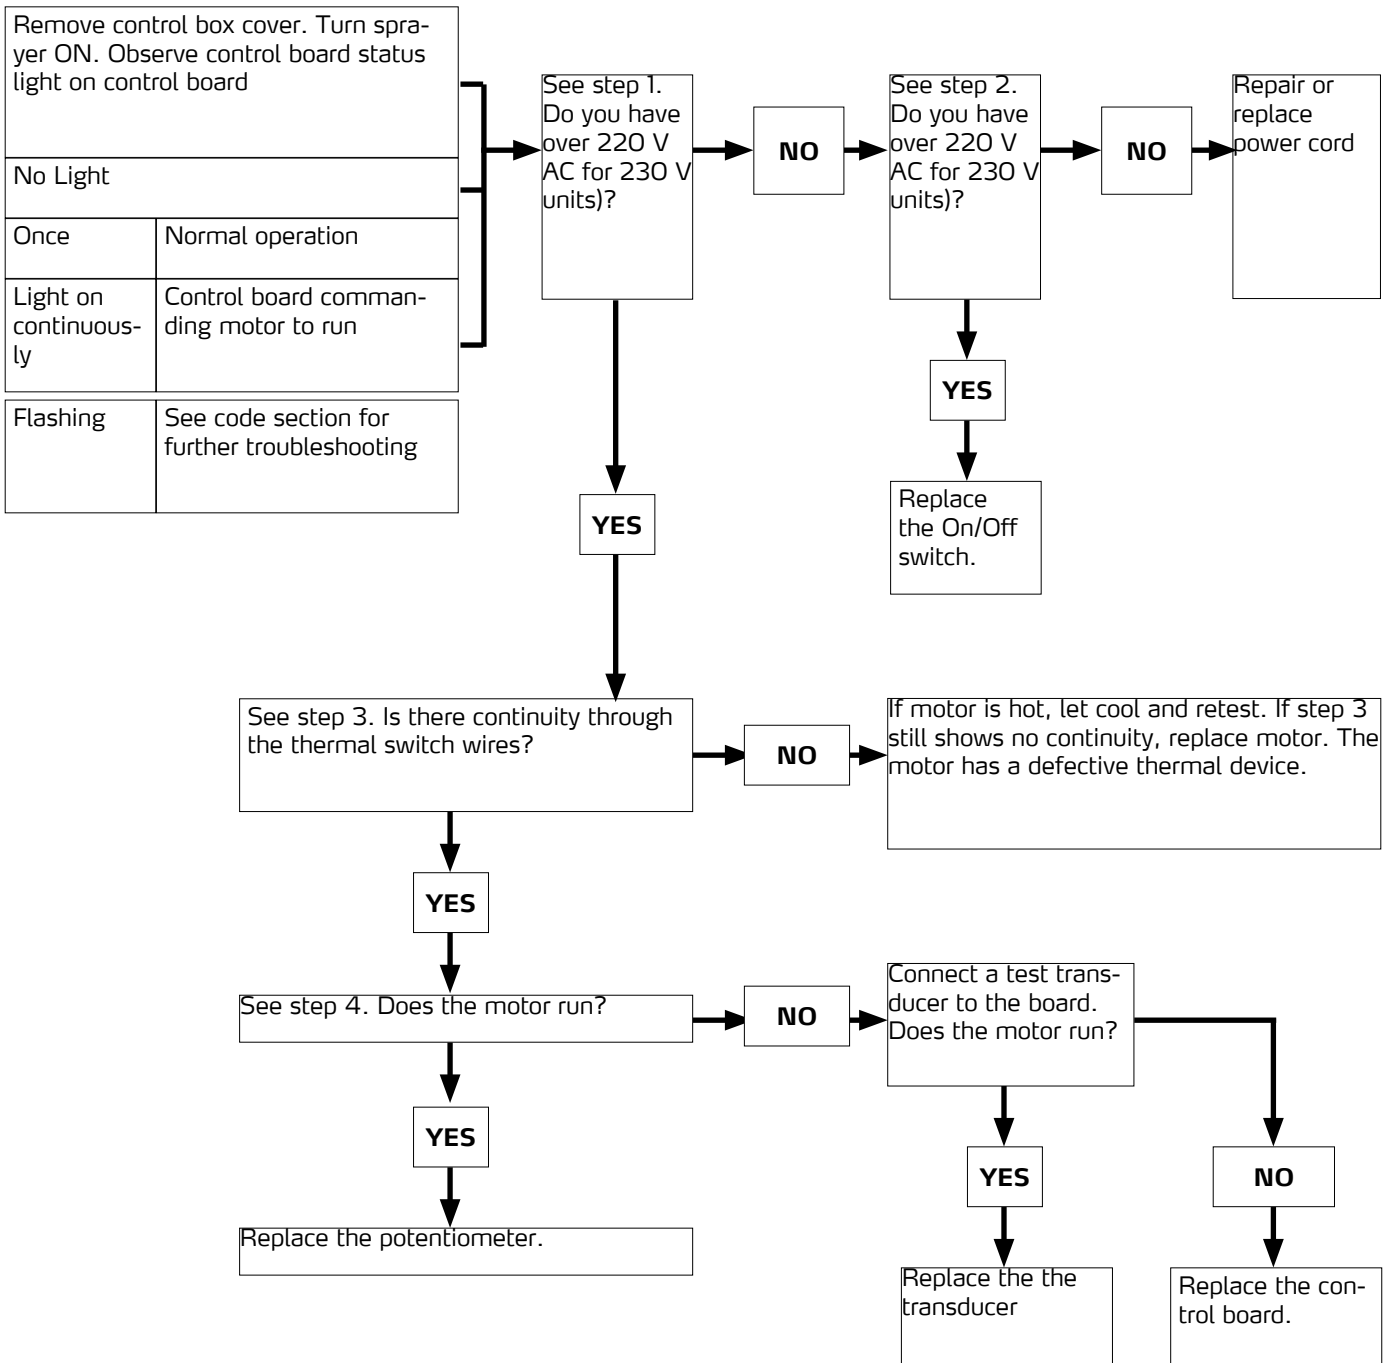 Remove control box cover. Turn spra-
yer ON. Observe control board status
light on control board
No Light
Once
Normal operation
Light on
continuous-
ly
Control board comman-
ding motor to run
Flashing
See code section for
further troubleshooting
See step 1.
Do you have
over 220 V
AC for 230 V
units)?
NO
See step 2.
Do you have
over 220 V
AC for 230 V
units)?
NO
Repair or
replace
power cord
YES
Replace
the On/Off
switch.
YES
See step 3. Is there continuity through
the thermal switch wires?
NO
If motor is hot, let cool and retest. If step 3
still shows no continuity, replace motor. The
motor has a defective thermal device.
YES
See step 4. Does the motor run?
NO
Connect a test trans-
ducer to the board.
Does the motor run?
YES
Replace the potentiometer.
YES
NO
Replace the the
transducer
Replace the con-
trol board.